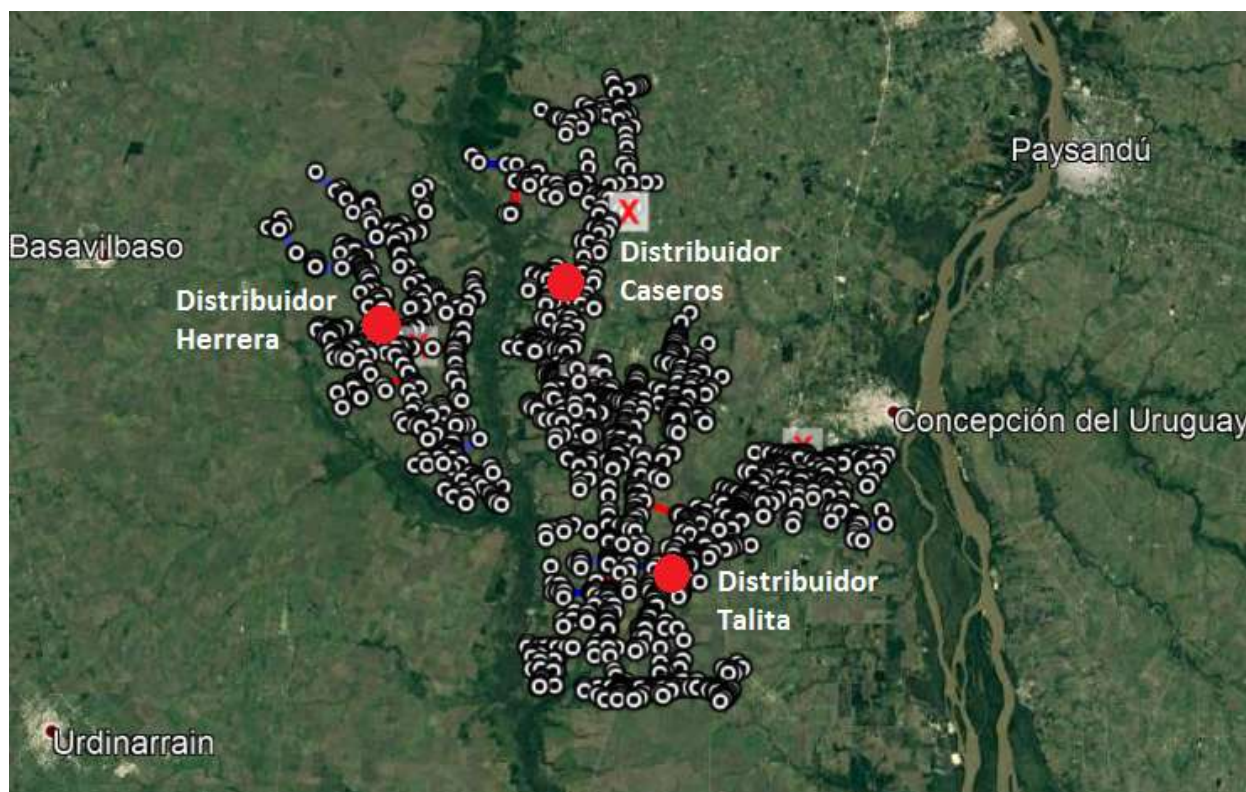 Paysandú
X
Basavilbaso
Distribuidor
Caseros
Distribuidor
Herrera
Concepción del Uruguay
Distribuidor
Talita
Urdinarrain